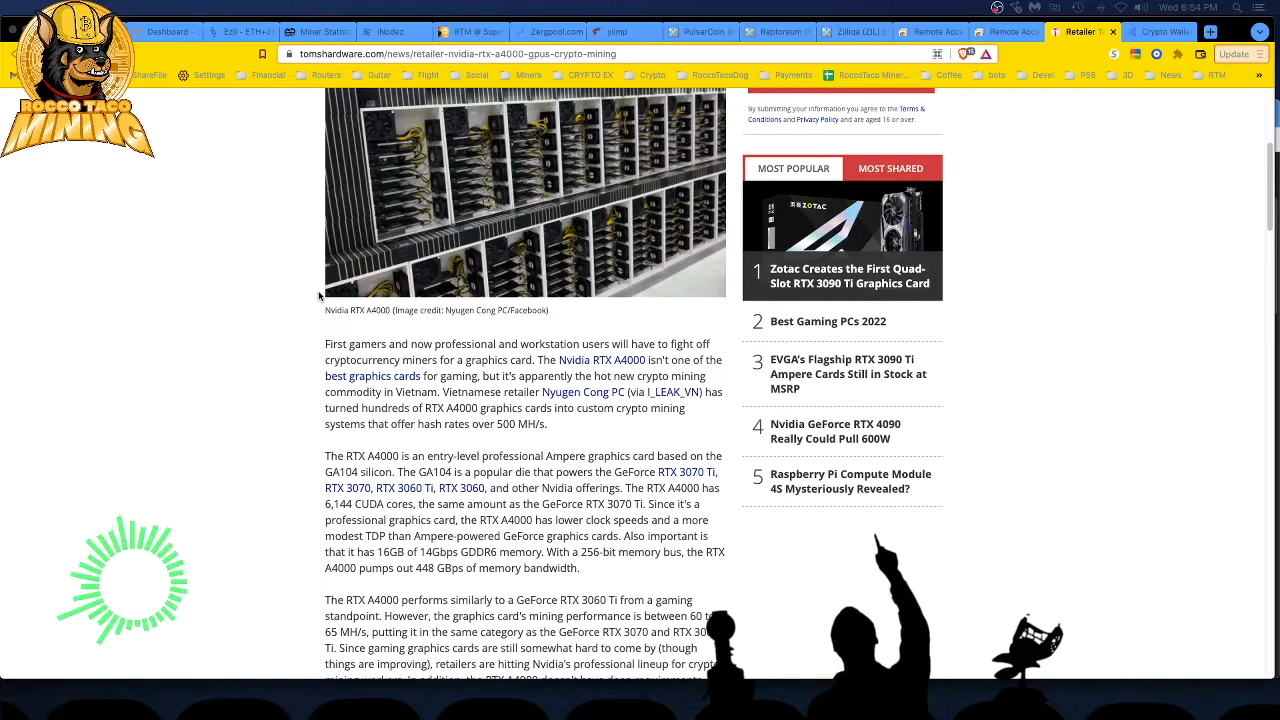 Wed 6:54 PM
Dashboard -
Ezil - ETH+Z
Miner Statist
iNodez
RTM @ Supr
Zergpool.com
yiimp
PulsarCoin (P
Raptoreum (
Zilliqa (ZIL) b
Remote Acce
Remote Acce
Retailer T
Crypto Walle
tomshardware.com/news/retailer-nvidia-rtx-a4000-gpus-crypto-mining
Update
ShareFile
Settings
Financial
Routers
Guitar
Flight
Social
Miners
CRYPTO EX
Crypto
RoccoTacoDog
Payments
RoccoTaco Miner...
Coffee
bots
Devel
PS5
3D
News
RTM
»
ROCCO TACO
MINING
By submitting your information you agree to the Terms &
Conditions and Privacy Policy and are aged 16 or over.
MOST POPULAR
MOST SHARED
ZOTAC
1 Zotac Creates the First Quad-
Slot RTX 3090 Ti Graphics Card
2 Best Gaming PCs 2022
3 EVGA's Flagship RTX 3090 Ti
Ampere Cards Still in Stock at
MSRP
4 Nvidia GeForce RTX 4090
Really Could Pull 600W
5 Raspberry Pi Compute Module
4S Mysteriously Revealed?
Nvidia RTX A4000 (Image credit: Nyugen Cong PC/Facebook)
First gamers and now professional and workstation users will have to fight off
cryptocurrency miners for a graphics card. The Nvidia RTX A4000 isn't one of the
best graphics cards for gaming, but it's apparently the hot new crypto mining
commodity in Vietnam. Vietnamese retailer Nyugen Cong PC (via I_LEAK_VN) has
turned hundreds of RTX A4000 graphics cards into custom crypto mining
systems that offer hash rates over 500 MH/s.
The RTX A4000 is an entry-level professional Ampere graphics card based on the
GA104 silicon. The GA104 is a popular die that powers the GeForce RTX 3070 Ti,
RTX 3070, RTX 3060 Ti, RTX 3060, and other Nvidia offerings. The RTX A4000 has
6,144 CUDA cores, the same amount as the GeForce RTX 3070 Ti. Since it's a
professional graphics card, the RTX A4000 has lower clock speeds and a more
modest TDP than Ampere-powered GeForce graphics cards. Also important is
that it has 16GB of 14Gbps GDDR6 memory. With a 256-bit memory bus, the RTX
A4000 pumps out 448 GBps of memory bandwidth.
The RTX A4000 performs similarly to a GeForce RTX 3060 Ti from a gaming
standpoint. However, the graphics card's mining performance is between 60 to
65 MH/s, putting it in the same category as the GeForce RTX 3070 and RTX 30
Ti. Since gaming graphics cards are still somewhat hard to come by (though
things are improving), retailers are hitting Nvidia's professional lineup for crypto